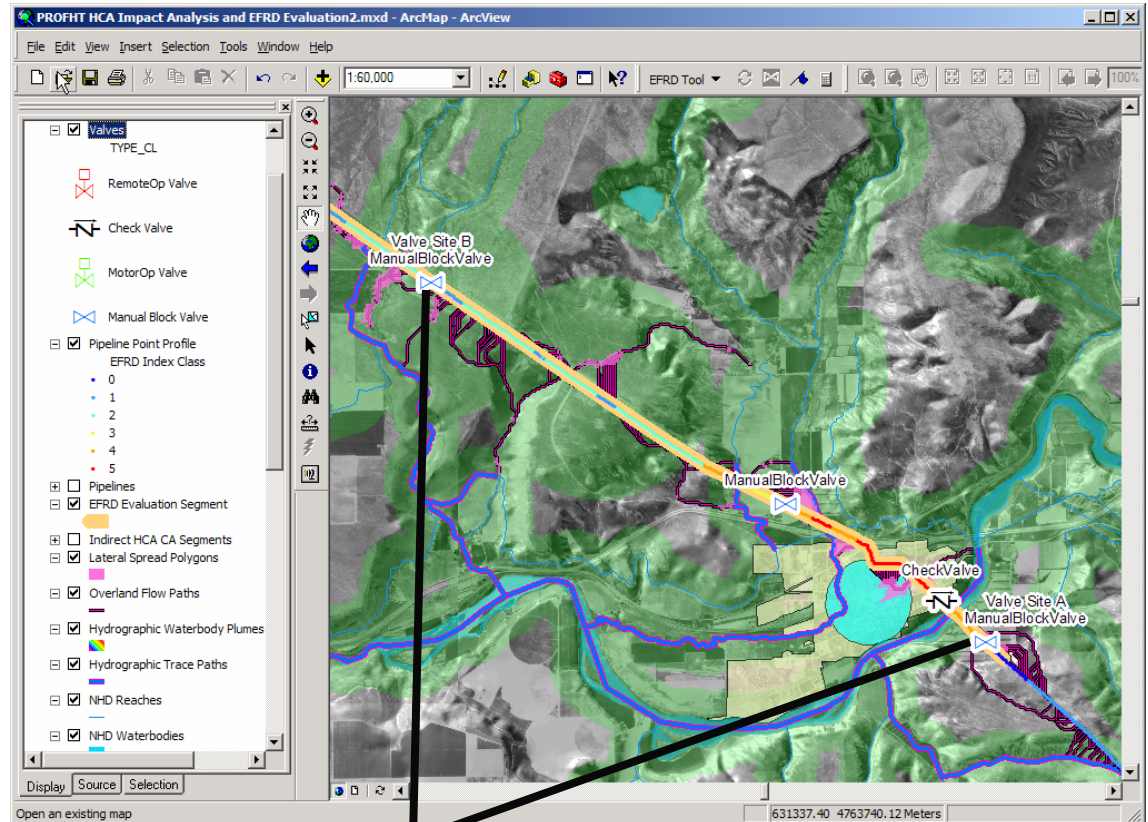 PROFHT HCA Impact Analysis and EFRD Evaluation2.mxd - ArcMap - ArcView
File Edit View Insert Selection Tools Window Help
1:60,000 EFRD Tool 100%
Valves
TYPE_CL
RemoteOp Valve
Check Valve
MotorOp Valve
Manual Block Valve
Pipeline Point Profile
EFRD Index Class
0
1
2
3
4
5
Pipelines
EFRD Evaluation Segment
Indirect HCA CA Segments
Lateral Spread Polygons
Overland Flow Paths
Hydrographic Waterbody Plumes
Hydrographic Trace Paths
NHD Reaches
NHD Waterbodies
Display Source Selection
Valve Site B
ManualBlockValve
ManualBlockValve
CheckValve
Valve Site A
ManualBlockValve
Open an existing map
631337.40 4763740.12 Meters